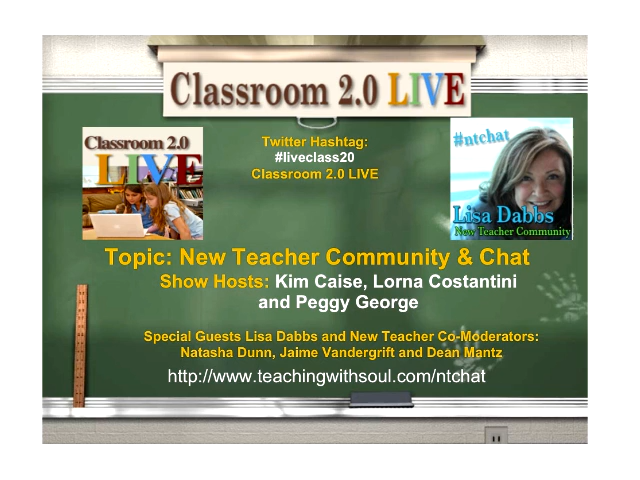 Classroom 2.0 LIVE
Classroom 2.0
LIVE
Twitter Hashtag:
#liveclass20
Classroom 2.0 LIVE
#ntchat
Lisa Dabbs
New Teacher Community
Topic: New Teacher Community & Chat
Show Hosts: Kim Caise, Lorna Costantini
and Peggy George
Special Guests Lisa Dabbs and New Teacher Co-Moderators:
Natasha Dunn, Jaime Vandergrift and Dean Mantz
http://www.teachingwithsoul.com/ntchat